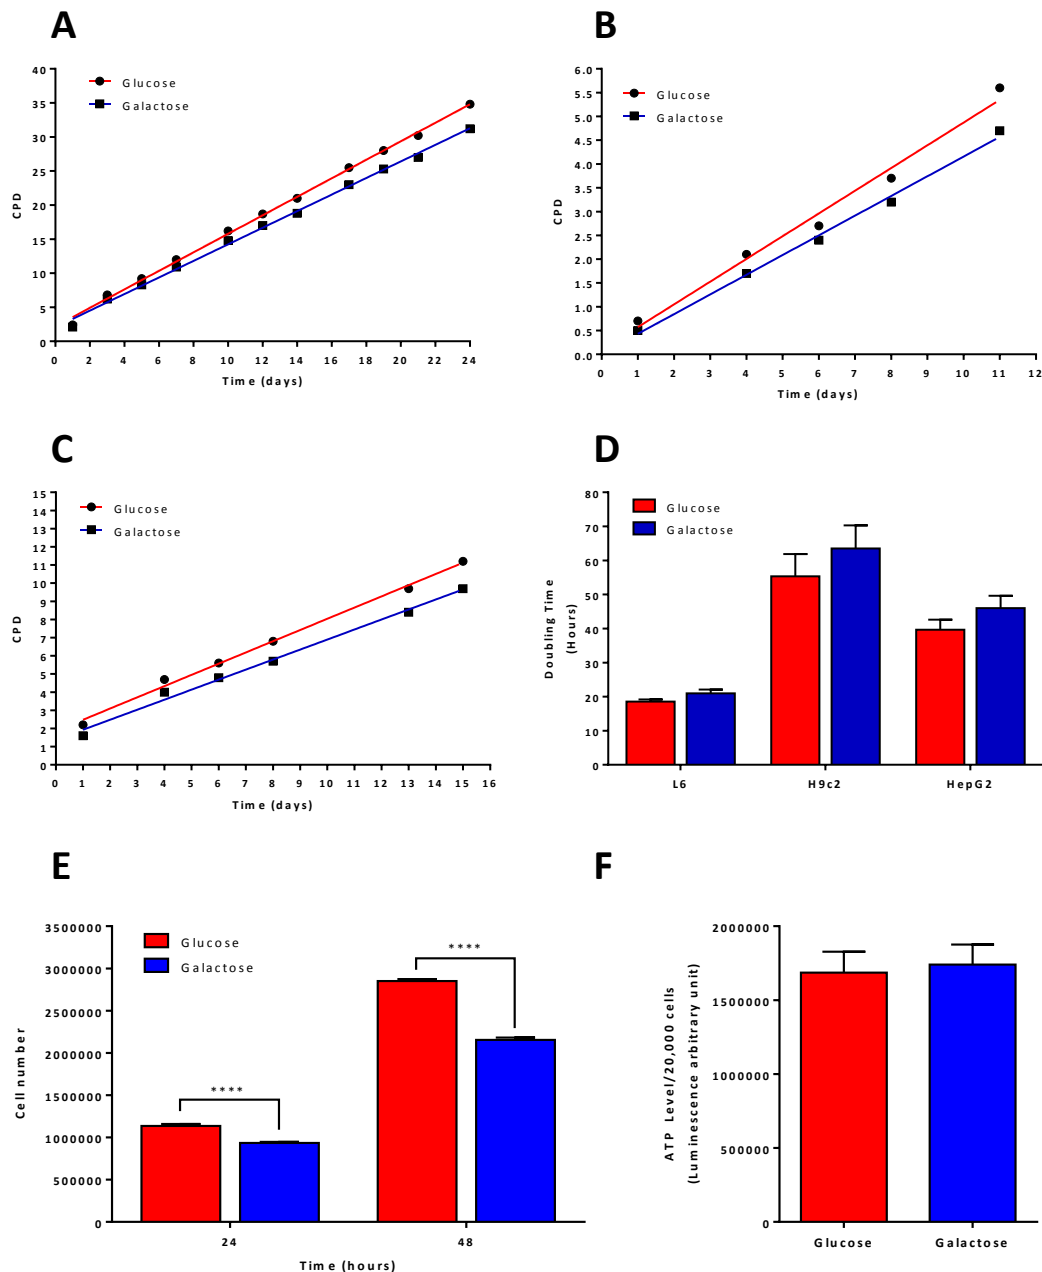 A
40
35
30
25
20
15
10
5
0
CPD
Glucose
Galactose
0 2 4 6 8 10 12 14 16 18 20 22 24
Time (days)
B
6.0
5.5
5.0
4.5
4.0
3.5
3.0
2.5
2.0
1.5
1.0
0.5
0.0
CPD
Glucose
Galactose
0 1 2 3 4 5 6 7 8 9 10 11 12
Time (days)
C
15
14
13
12
11
10
9
8
7
6
5
4
3
2
1
0
CPD
Glucose
Galactose
0 1 2 3 4 5 6 7 8 9 10 11 12 13 14 15 16
Time (days)
D
80
70
60
50
40
30
20
10
0
Doubling Time
(Hours)
Glucose
Galactose
L6 H9c2 HepG2
E
3500000
3000000
2500000
2000000
1500000
1000000
500000
0
Cell number
Glucose
Galactose
****
****
24 48
Time (hours)
F
2000000
1500000
1000000
500000
0
ATP Level/20,000 cells
(Luminescence arbitrary unit)
Glucose Galactose